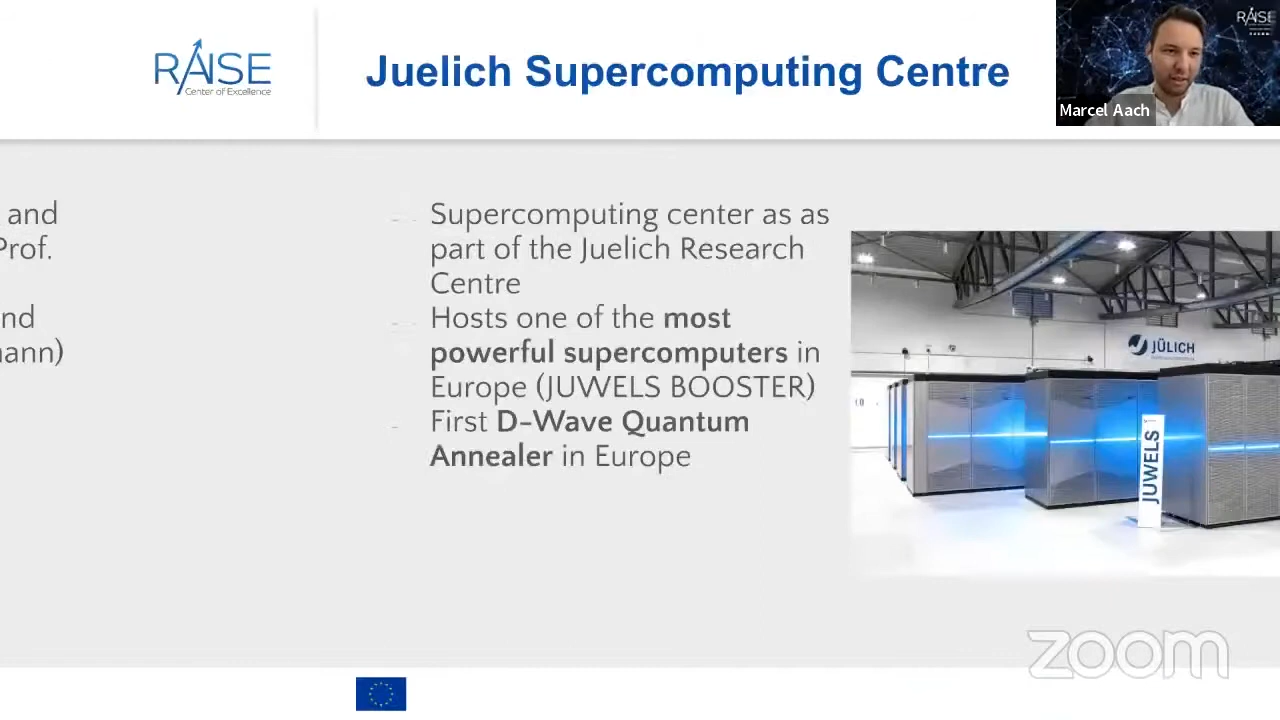 RAISE
Center of Excellence
Juelich Supercomputing Centre
RAISE
Marcel Aach
and
Prof.
Supercomputing center as as
part of the Juelich Research
Centre
Hosts one of the most
powerful supercomputers in
Europe (JUWELS BOOSTER)
First D-Wave Quantum
Annealer in Europe
JÜLICH
JUWELS
zoom